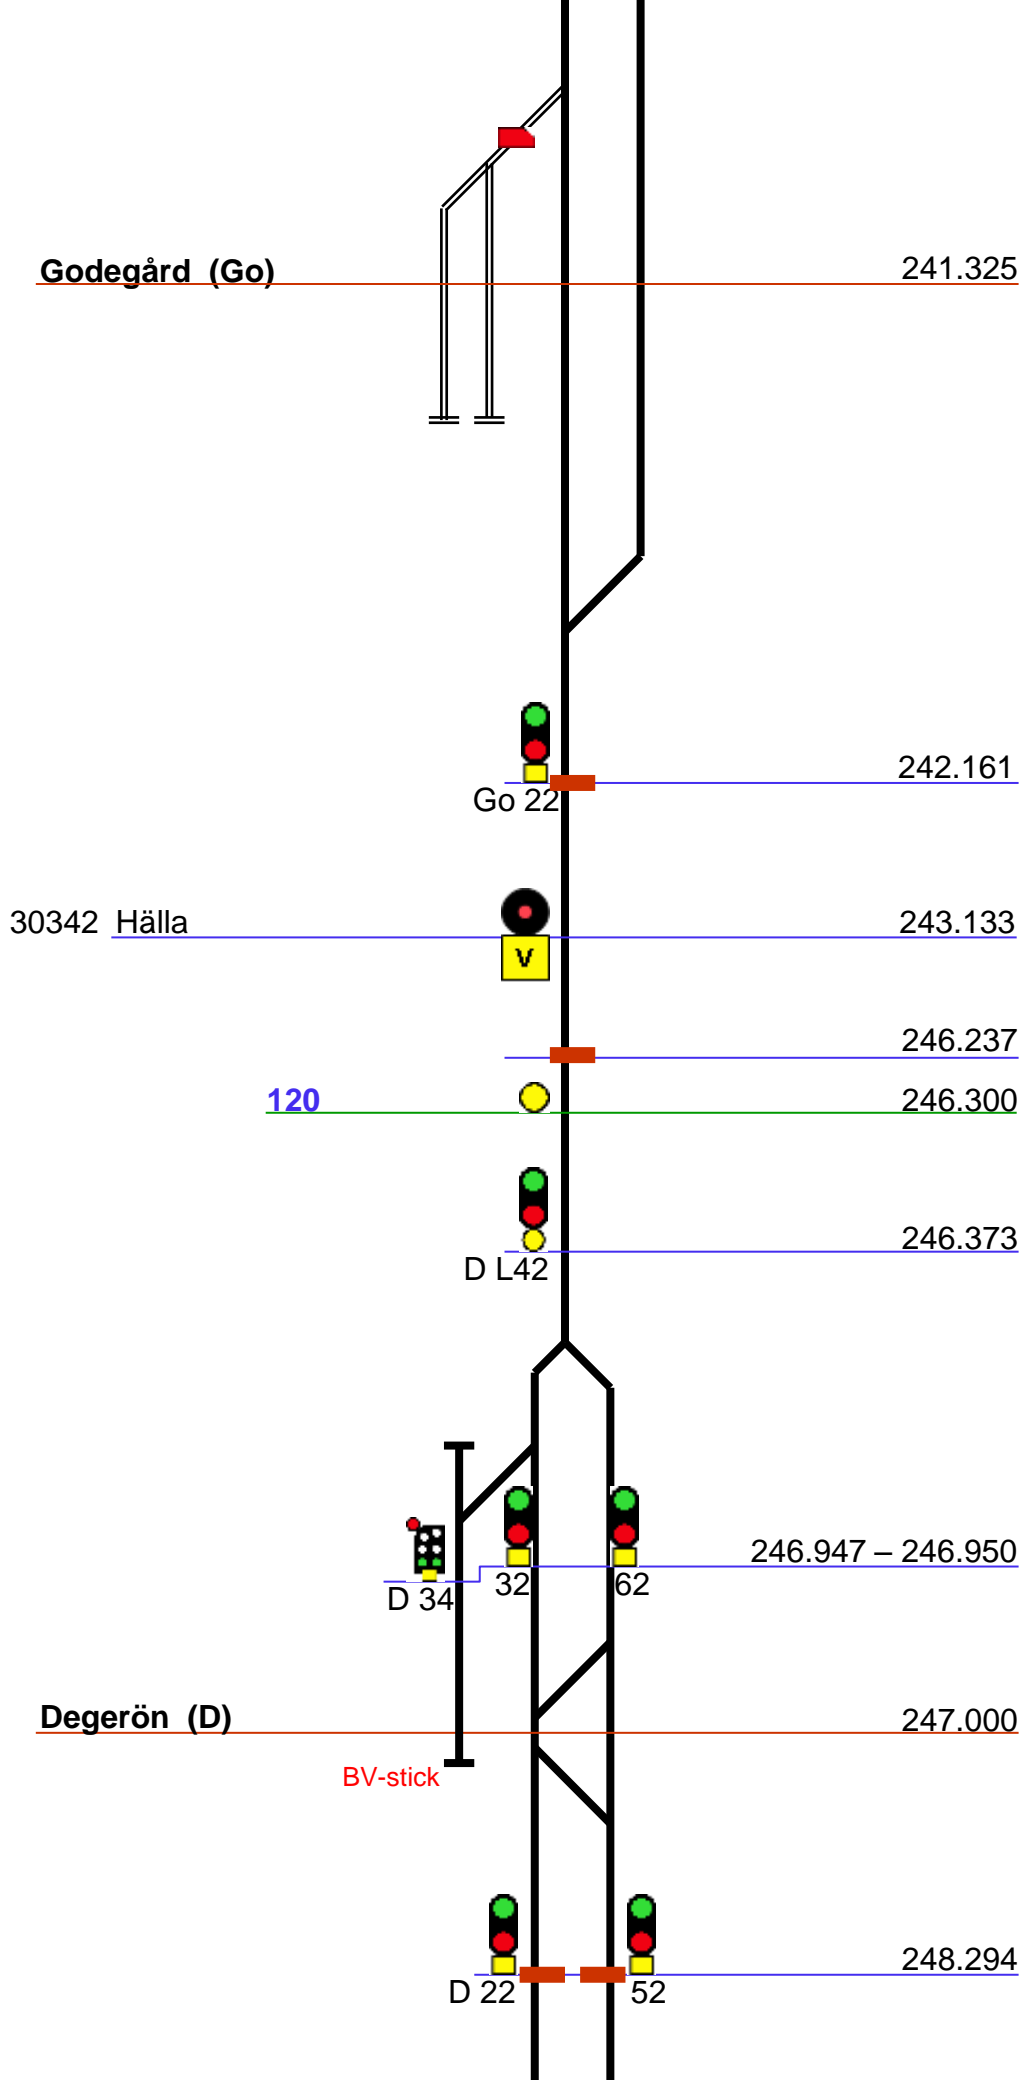 Godegård (Go) 241.325
242.161
Go 22
30342 Hälla 243.133
V
246.237
120 246.300
246.373
D L42
246.947 – 246.950
D 34 32 62
Degerön (D) 247.000
BV-stick
248.294
D 22 52